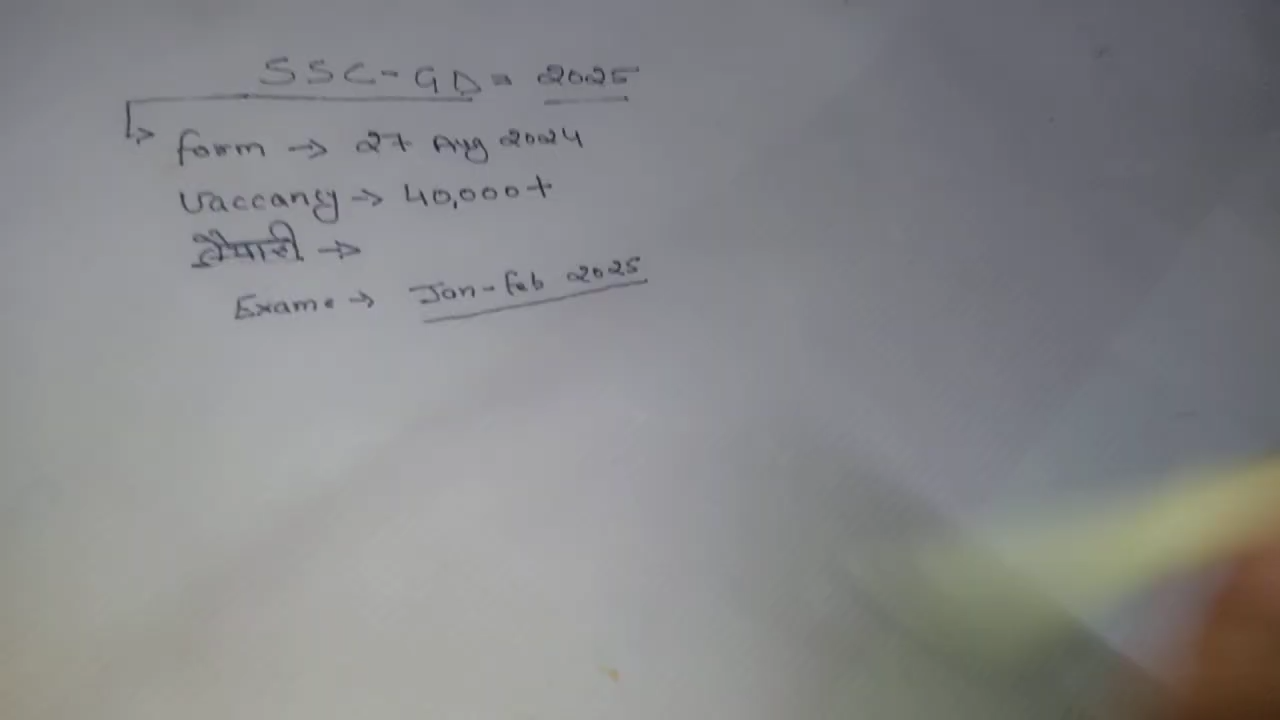 SSC-GD = 2025
form → 27 Aug 2024
Vaccancy → 40,000+
तैयारी →
Exame → Jan-feb 2025